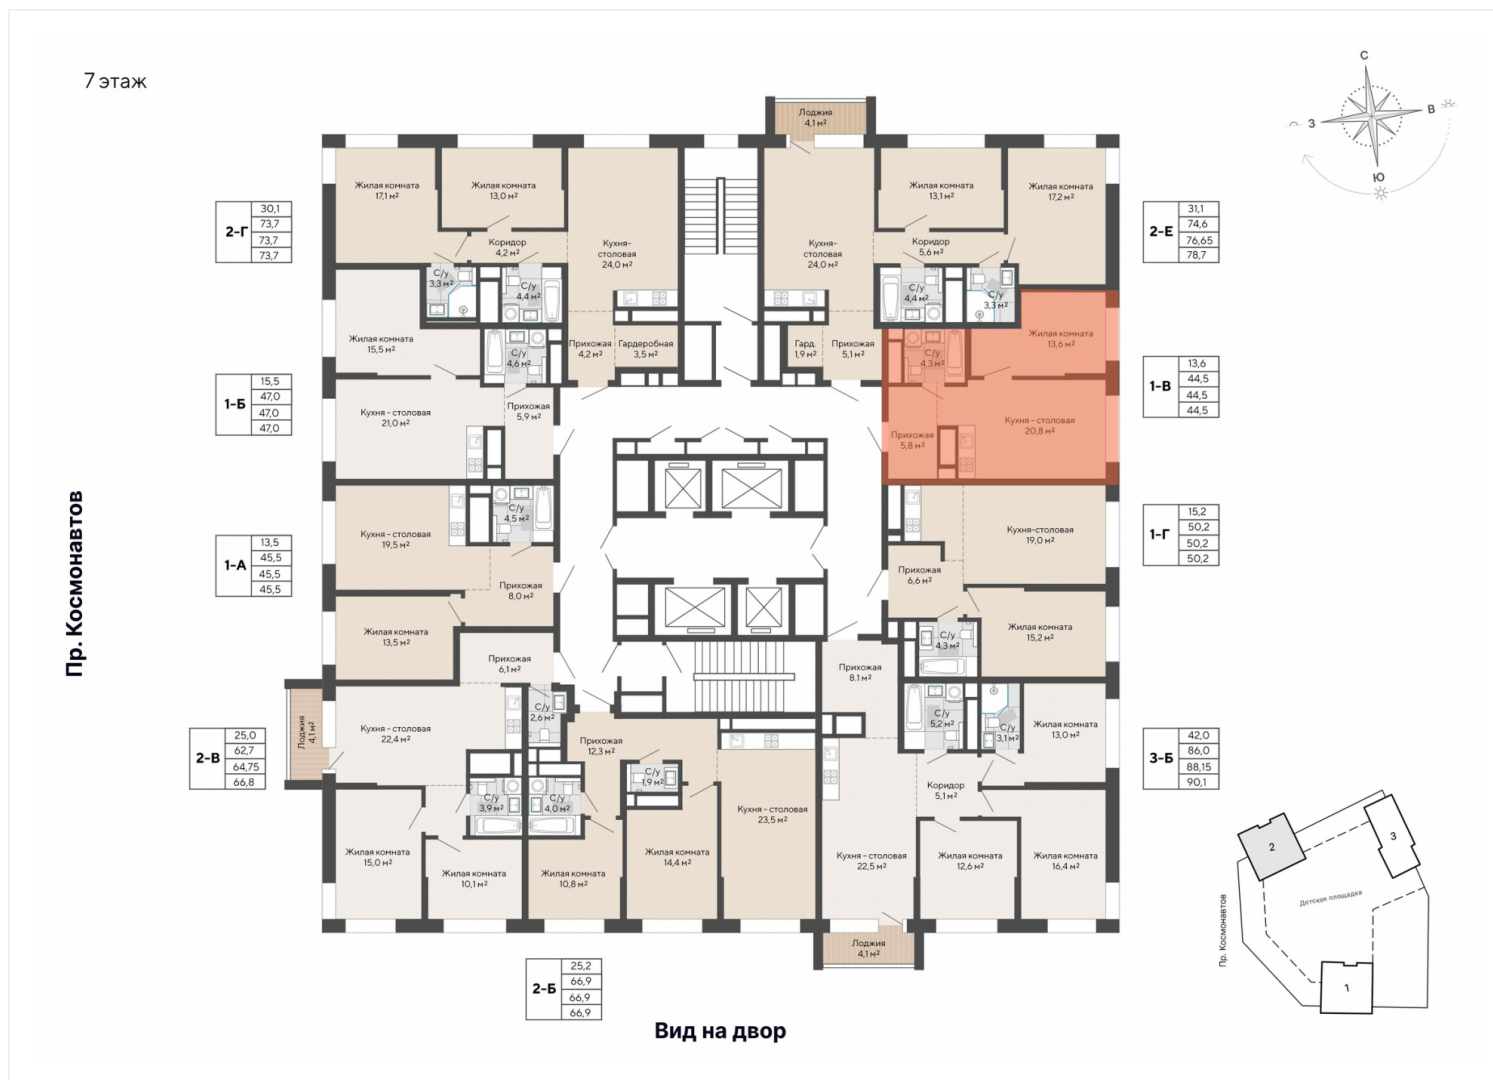 7 этаж
С
В
З
Ю
Лоджия
4,1 м²
Жилая комната
17,1 м²
Жилая комната
13,0 м²
Коридор
4,2 м²
Кухня-
столовая
24,0 м²
С/у
3,3 м²
С/у
4,4 м²
Прихожая
4,2 м²
Гардеробная
3,5 м²
2-Г
30,1
73,7
73,7
73,7
Кухня-
столовая
24,0 м²
Жилая комната
13,1 м²
Жилая комната
17,2 м²
Коридор
5,6 м²
С/у
4,4 м²
С/у
3,3 м²
Гард.
1,9 м²
Прихожая
5,1 м²
2-Е
31,1
74,6
76,65
78,7
Жилая комната
15,5 м²
С/у
4,6 м²
Кухня - столовая
21,0 м²
Прихожая
5,9 м²
1-Б
15,5
47,0
47,0
47,0
Жилая комната
13,6 м²
С/у
4,3 м²
Кухня - столовая
20,8 м²
Прихожая
5,8 м²
1-В
13,6
44,5
44,5
44,5
Кухня - столовая
19,5 м²
С/у
4,5 м²
Прихожая
8,0 м²
Жилая комната
13,5 м²
1-А
13,5
45,5
45,5
45,5
Кухня-столовая
19,0 м²
Прихожая
6,6 м²
Жилая комната
15,2 м²
С/у
4,3 м²
1-Г
15,2
50,2
50,2
50,2
Пр. Космонавтов
Прихожая
6,1 м²
Лоджия
4,1 м²
Кухня - столовая
22,4 м²
С/у
2,6 м²
С/у
3,9 м²
Жилая комната
15,0 м²
Жилая комната
10,1 м²
2-В
25,0
62,7
64,75
66,8
Прихожая
12,3 м²
С/у
1,9 м²
С/у
4,0 м²
Кухня - столовая
23,5 м²
Жилая комната
14,4 м²
Жилая комната
10,8 м²
2-Б
25,2
66,9
66,9
66,9
Прихожая
8,1 м²
С/у
5,2 м²
С/у
3,1 м²
Жилая комната
13,0 м²
Коридор
5,1 м²
Кухня - столовая
22,5 м²
Жилая комната
12,6 м²
Жилая комната
16,4 м²
Лоджия
4,1 м²
3-Б
42,0
86,0
88,15
90,1
2
3
Детская площадка
Пр. Космонавтов
1
Вид на двор